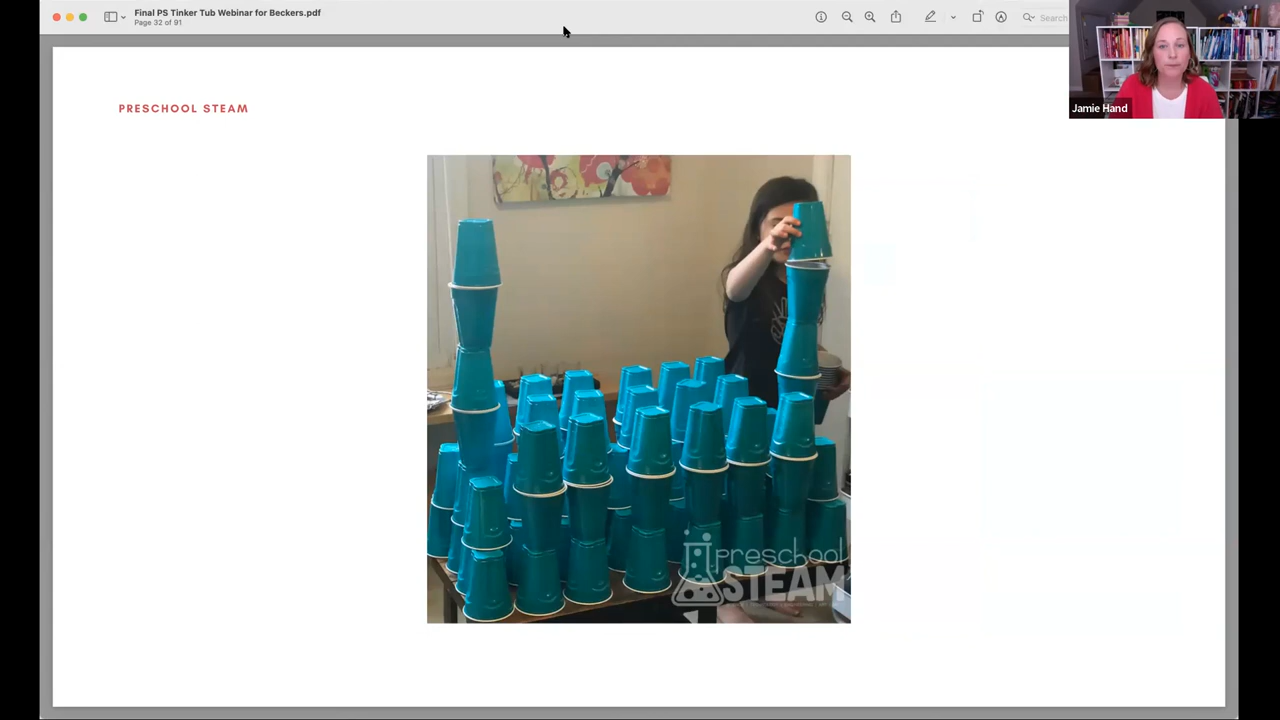 Final PS Tinker Tub Webinar for Beckers.pdf
Page 32 of 91
Search
Jamie Hand
PRESCHOOL STEAM
preschool
STEAM